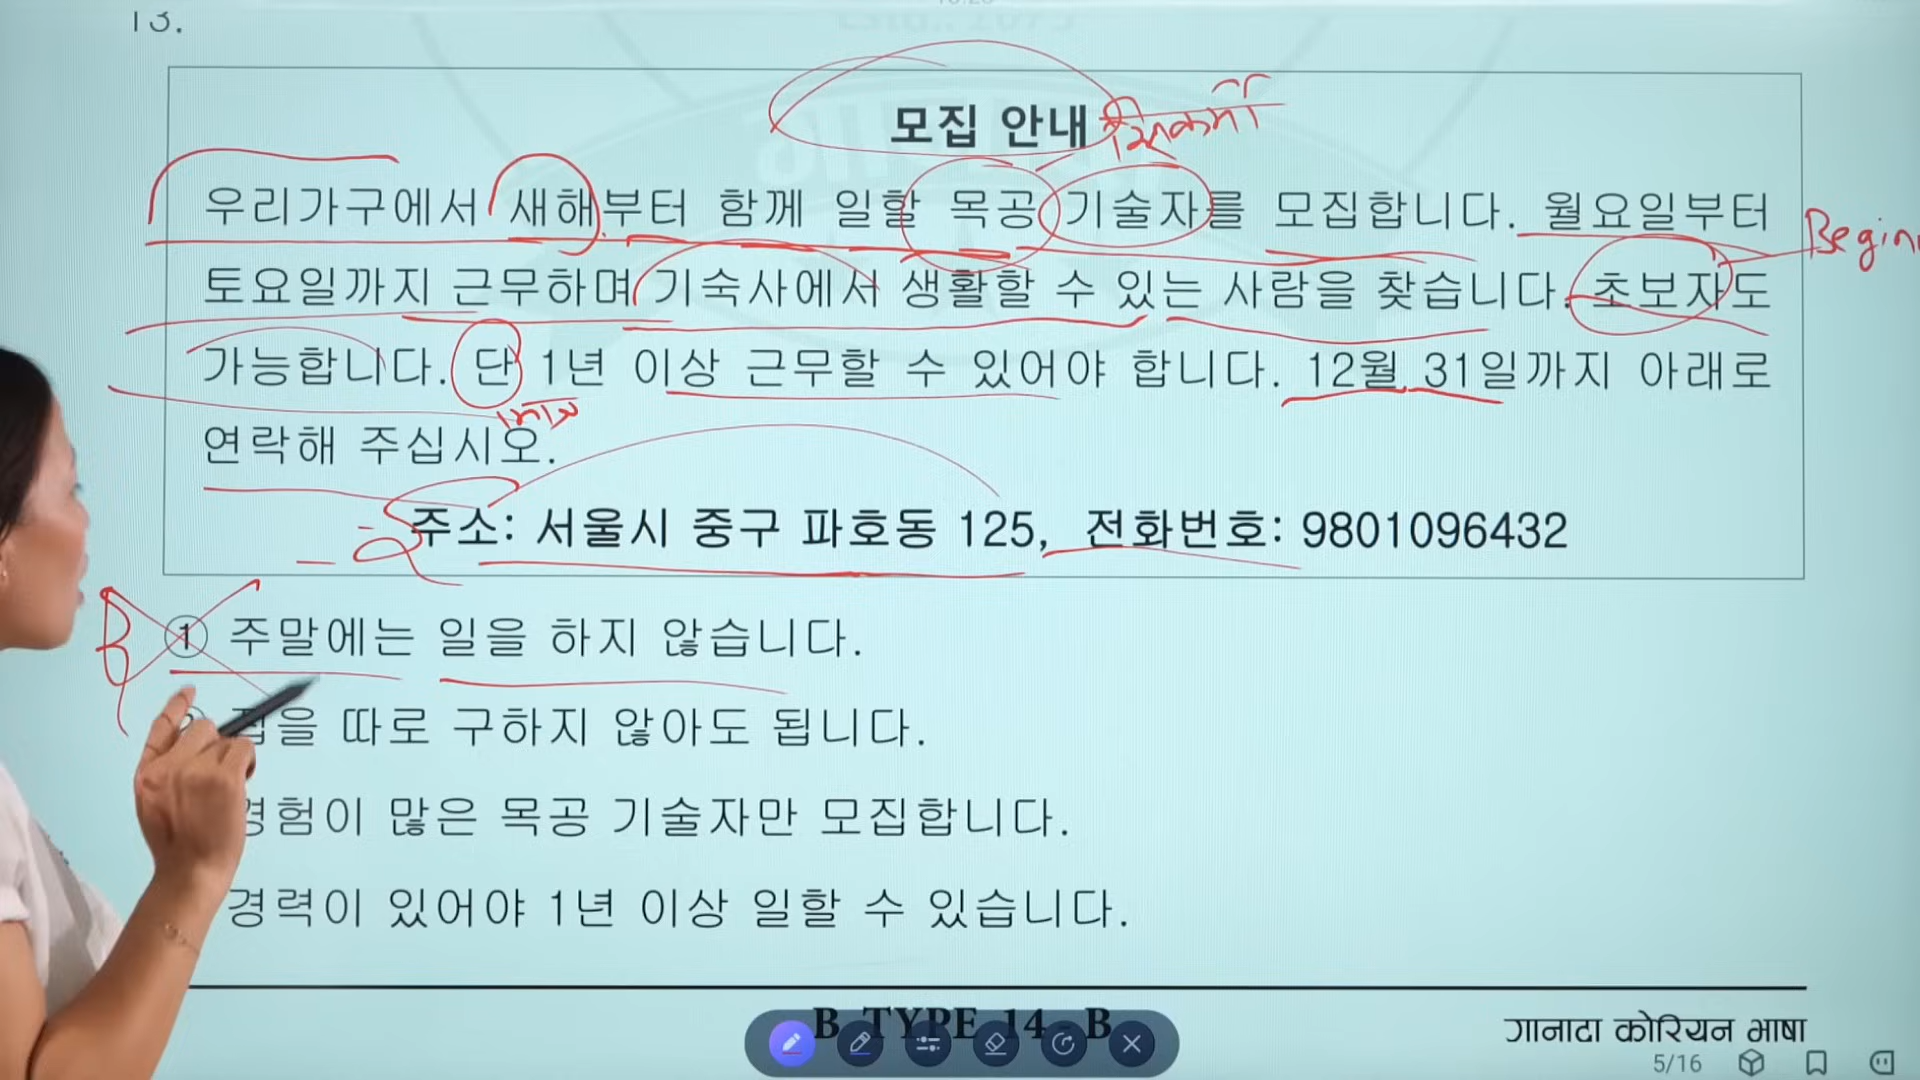 13.
모집 안내
우리가구에서 새해부터 함께 일할 목공 기술자를 모집합니다. 월요일부터
Begin
토요일까지 근무하며 기숙사에서 생활할 수 있는 사람을 찾습니다. 초보자도
가능합니다. 단 1년 이상 근무할 수 있어야 합니다. 12월 31일까지 아래로
연락해 주십시오.
주소: 서울시 중구 파호동 125, 전화번호: 9801096432
① 주말에는 일을 하지 않습니다.
집을 따로 구하지 않아도 됩니다.
경험이 많은 목공 기술자만 모집합니다.
경력이 있어야 1년 이상 일할 수 있습니다.
B TYPE 14 - B
गानादा कोरियन भाषा
5/16